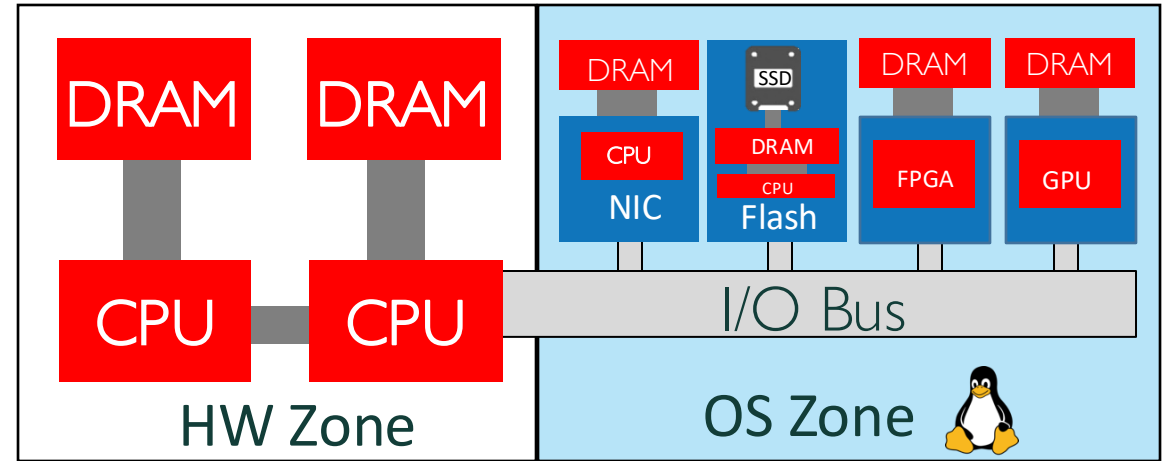 DRAM
DRAM
CPU
CPU
HW Zone
DRAM
CPU
NIC
SSD
DRAM
CPU
Flash
DRAM
FPGA
DRAM
GPU
I/O Bus
OS Zone